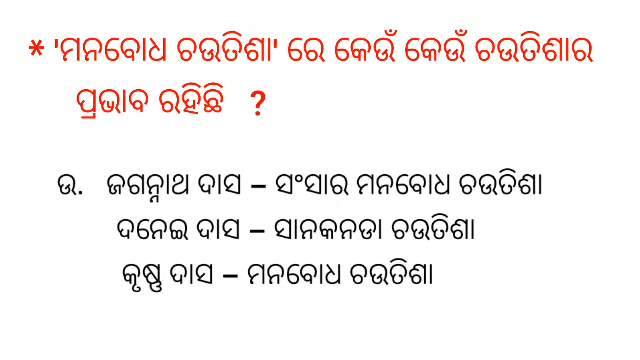 * 'ମନବୋଧ ଚଉତିଶା' ରେ କେଉଁ କେଉଁ ଚଉତିଶାର
ପ୍ରଭାବ ରହିଛି ?
ଉ. ଜଗନ୍ନାଥ ଦାସ – ସଂସାର ମନବୋଧ ଚଉତିଶା
ଦନେଇ ଦାସ – ସାନକନଡା ଚଉତିଶା
କୃଷ୍ଣ ଦାସ – ମନବୋଧ ଚଉତିଶା